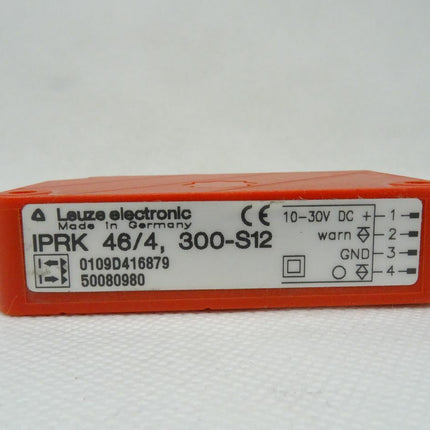 Leuze electronic
Made in Germany
IPRK 46/4, 300-S12
0109D416879
50080980
CE
10-30V DC + 1
warn 2
GND 3
4